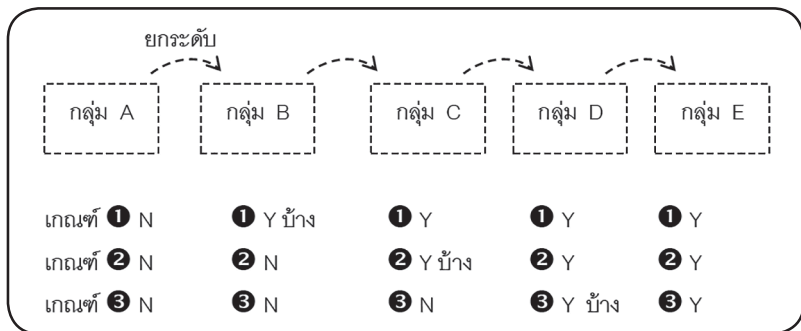 ยกระดับ
กลุ่ม A กลุ่ม B กลุ่ม C กลุ่ม D กลุ่ม E
เกณฑ์ ❶ N ❶ Y บ้าง ❶ Y ❶ Y ❶ Y
เกณฑ์ ❷ N ❷ N ❷ Y บ้าง ❷ Y ❷ Y
เกณฑ์ ❸ N ❸ N ❸ N ❸ Y บ้าง ❸ Y